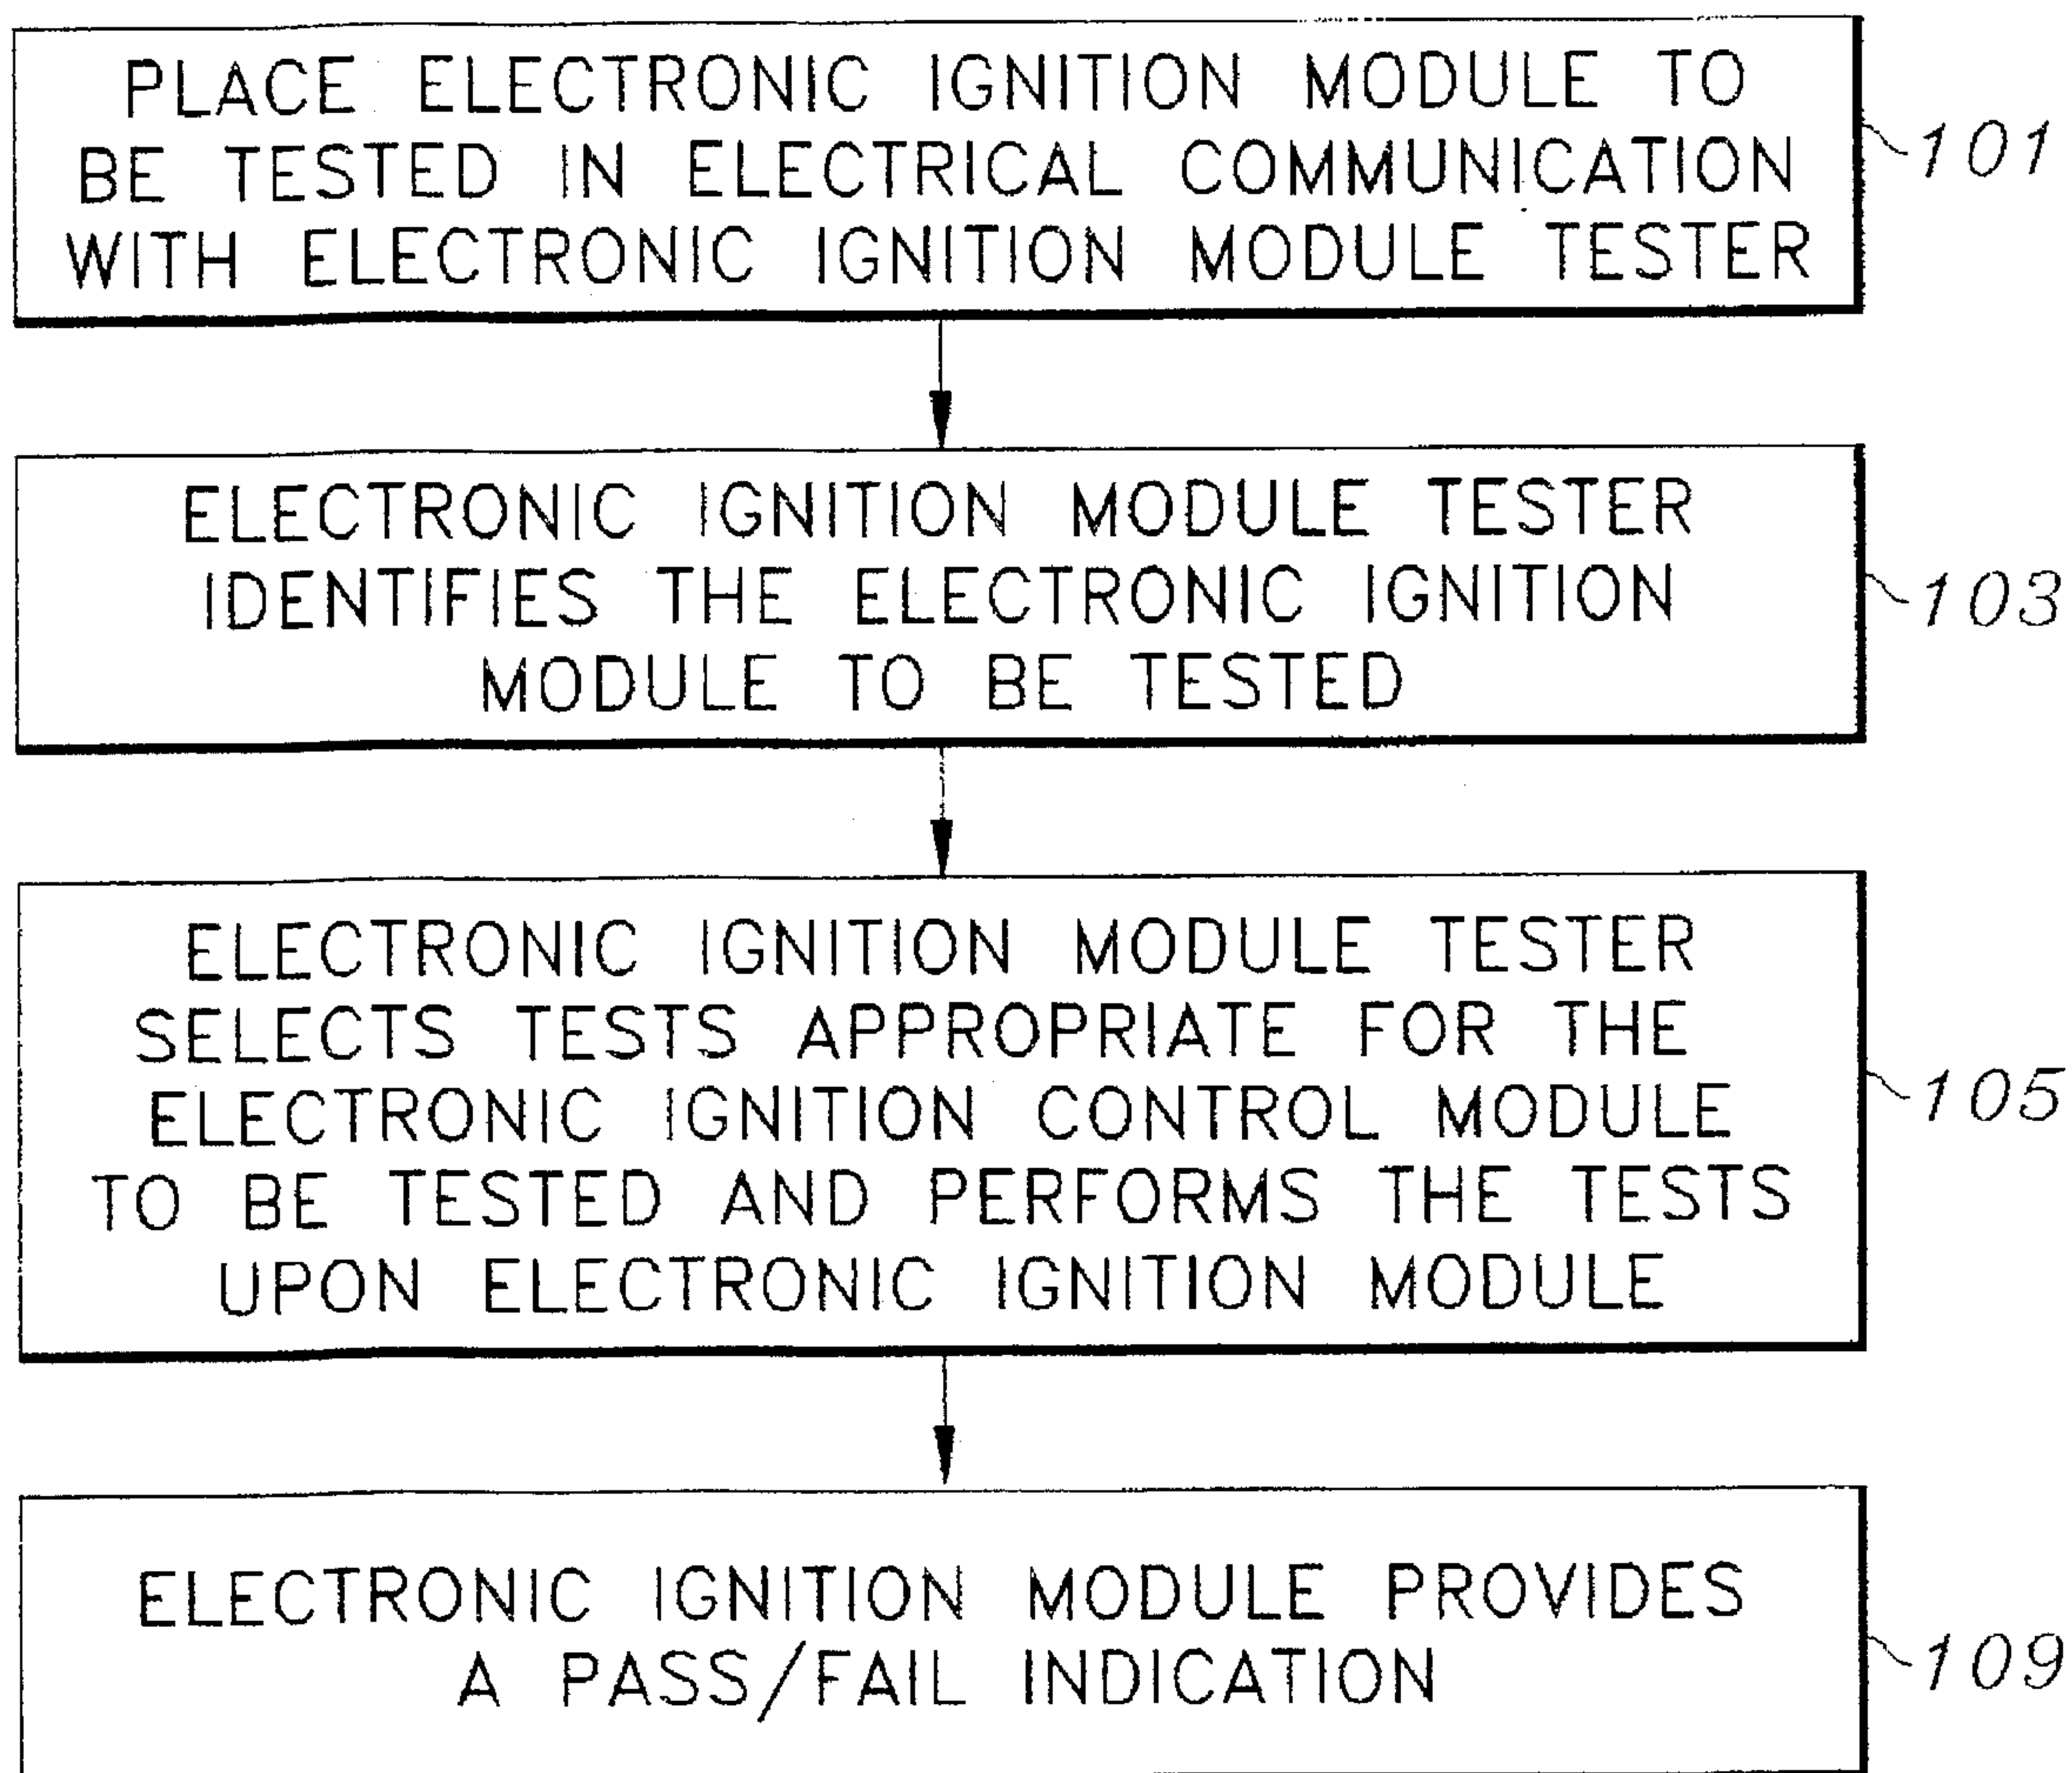 PLACE ELECTRONIC IGNITION MODULE TO
BE TESTED IN ELECTRICAL COMMUNICATION
WITH ELECTRONIC IGNITION MODULE TESTER
101
ELECTRONIC IGNITION MODULE TESTER
IDENTIFIES THE ELECTRONIC IGNITION
MODULE TO BE TESTED
103
ELECTRONIC IGNITION MODULE TESTER
SELECTS TESTS APPROPRIATE FOR THE
ELECTRONIC IGNITION CONTROL MODULE
TO BE TESTED AND PERFORMS THE TESTS
UPON ELECTRONIC IGNITION MODULE
105
ELECTRONIC IGNITION MODULE PROVIDES
A PASS/FAIL INDICATION
109